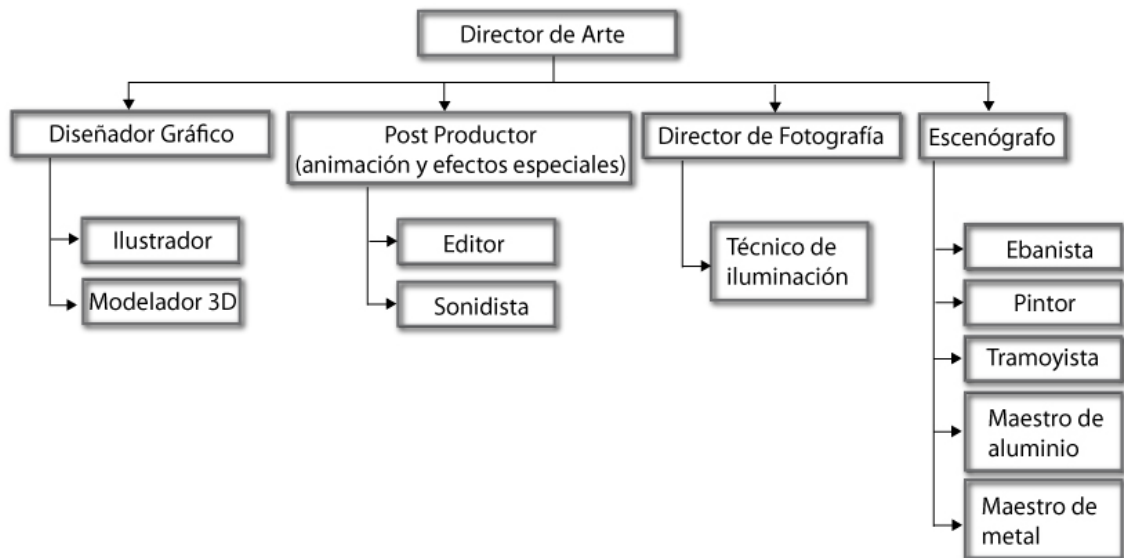 Director de Arte
Diseñador Gráfico
Post Productor
(animación y efectos especiales)
Director de Fotografía
Escenógrafo
Ilustrador
Modelador 3D
Editor
Sonidista
Técnico de
iluminación
Ebanista
Pintor
Tramoyista
Maestro de
aluminio
Maestro de
metal